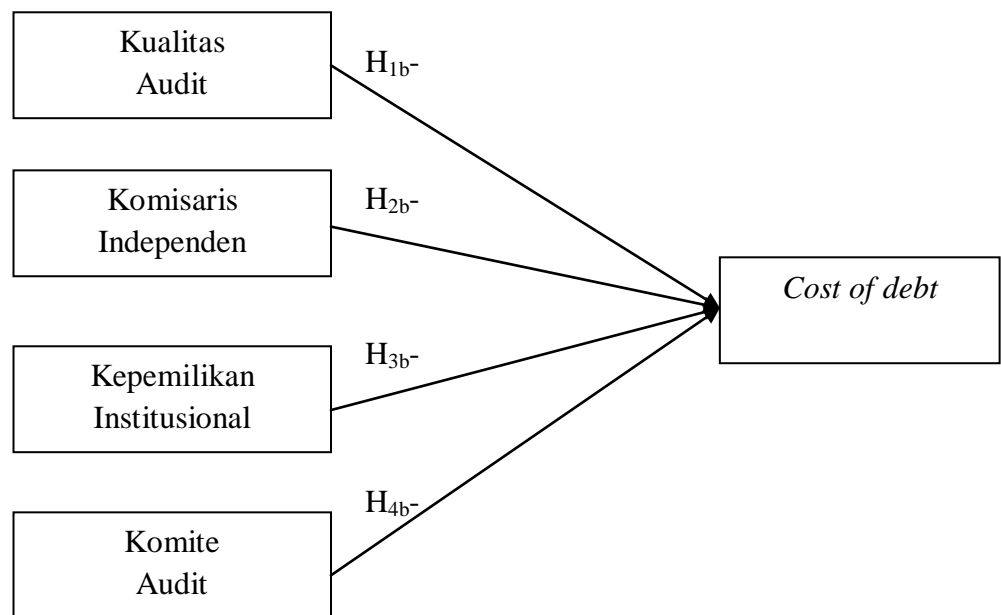 Kualitas
Audit
H1b-
Komisaris
Independen
H2b-
Cost of debt
Kepemilikan
Institusional
H3b-
Komite
Audit
H4b-